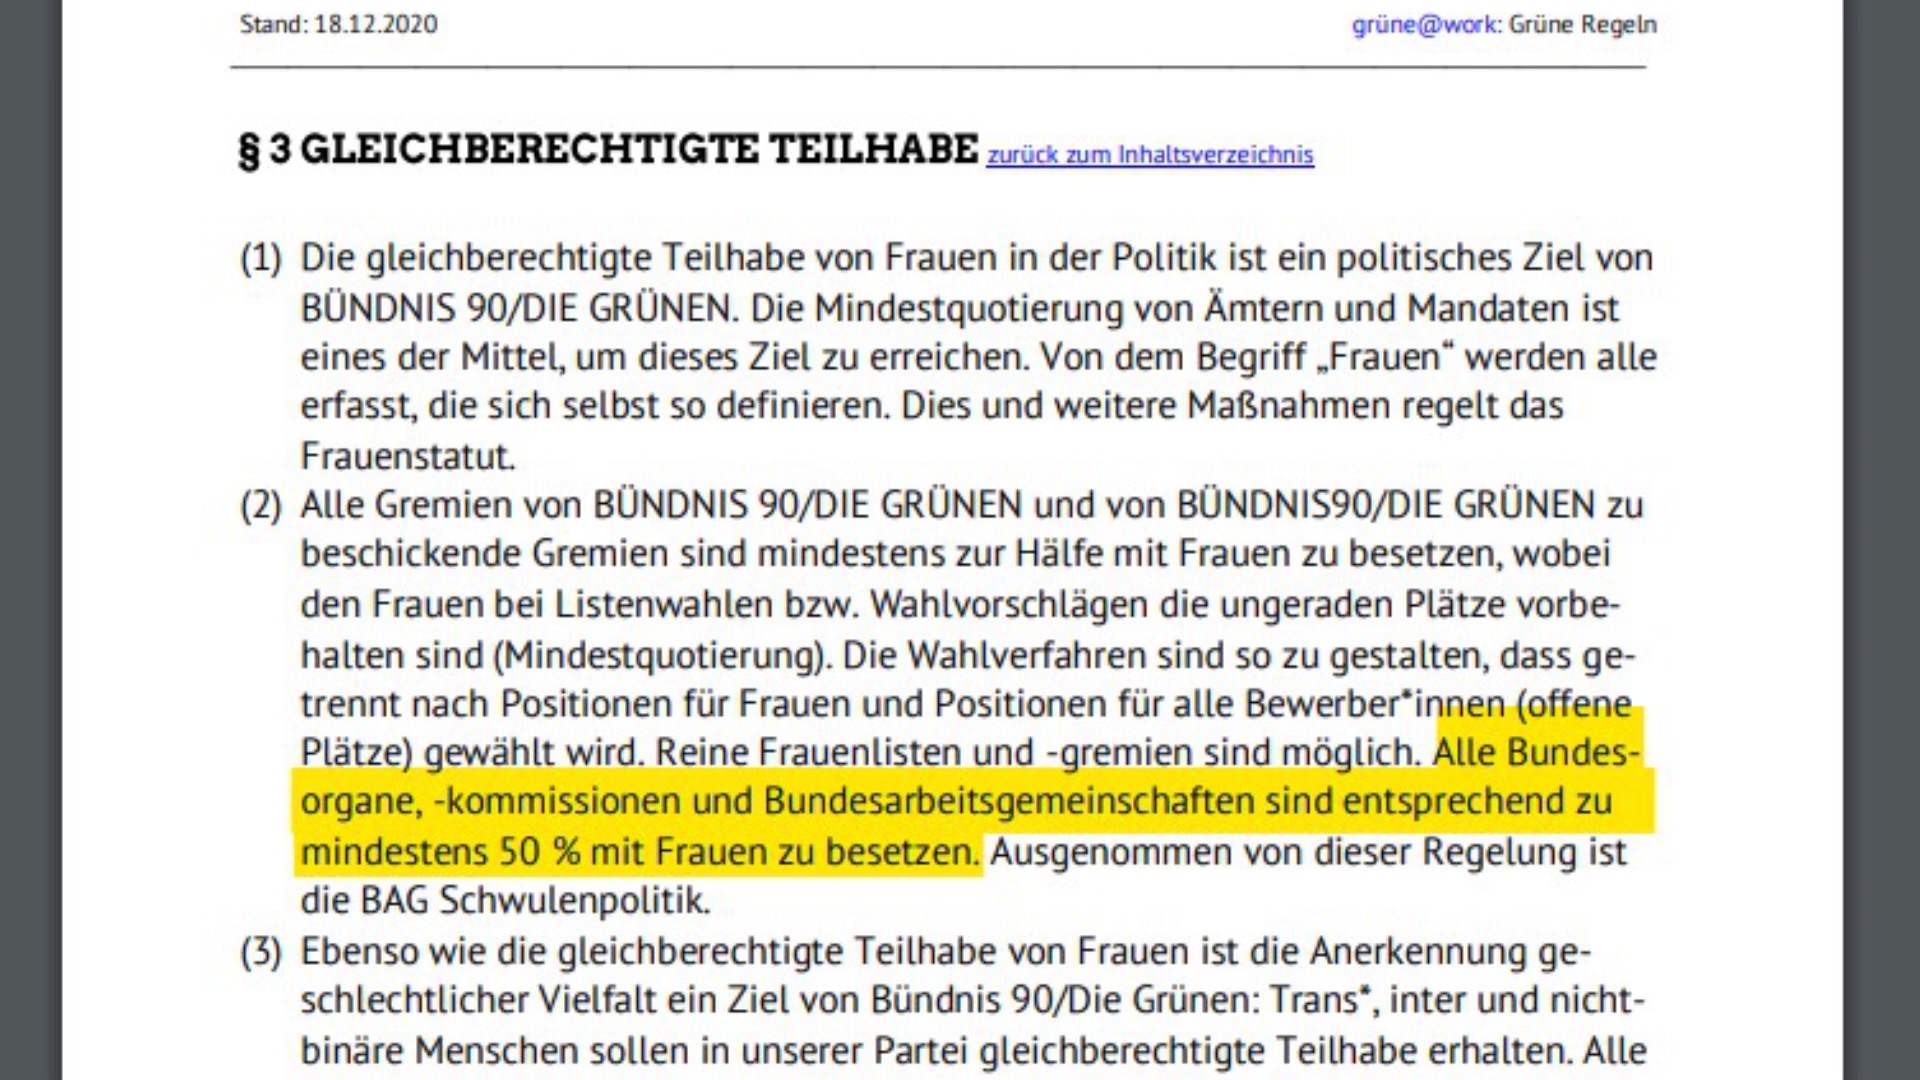 Stand: 18.12.2020
grüne@work: Grüne Regeln
§ 3 GLEICHBERECHTIGTE TEILHABE zurück zum Inhaltsverzeichnis
(1) Die gleichberechtigte Teilhabe von Frauen in der Politik ist ein politisches Ziel von
BÜNDNIS 90/DIE GRÜNEN. Die Mindestquotierung von Ämtern und Mandaten ist
eines der Mittel, um dieses Ziel zu erreichen. Von dem Begriff „Frauen“ werden alle
erfasst, die sich selbst so definieren. Dies und weitere Maßnahmen regelt das
Frauenstatut.
(2) Alle Gremien von BÜNDNIS 90/DIE GRÜNEN und von BÜNDNIS90/DIE GRÜNEN zu
beschickende Gremien sind mindestens zur Hälfte mit Frauen zu besetzen, wobei
den Frauen bei Listenwahlen bzw. Wahlvorschlägen die ungeraden Plätze vorbe-
halten sind (Mindestquotierung). Die Wahlverfahren sind so zu gestalten, dass ge-
trennt nach Positionen für Frauen und Positionen für alle Bewerber*innen (offene
Plätze) gewählt wird. Reine Frauenlisten und -gremien sind möglich. Alle Bundes-
organe, -kommissionen und Bundesarbeitsgemeinschaften sind entsprechend zu
mindestens 50 % mit Frauen zu besetzen. Ausgenommen von dieser Regelung ist
die BAG Schwulenpolitik.
(3) Ebenso wie die gleichberechtigte Teilhabe von Frauen ist die Anerkennung ge-
schlechtlicher Vielfalt ein Ziel von Bündnis 90/Die Grünen: Trans*, inter und nicht-
binäre Menschen sollen in unserer Partei gleichberechtigte Teilhabe erhalten. Alle